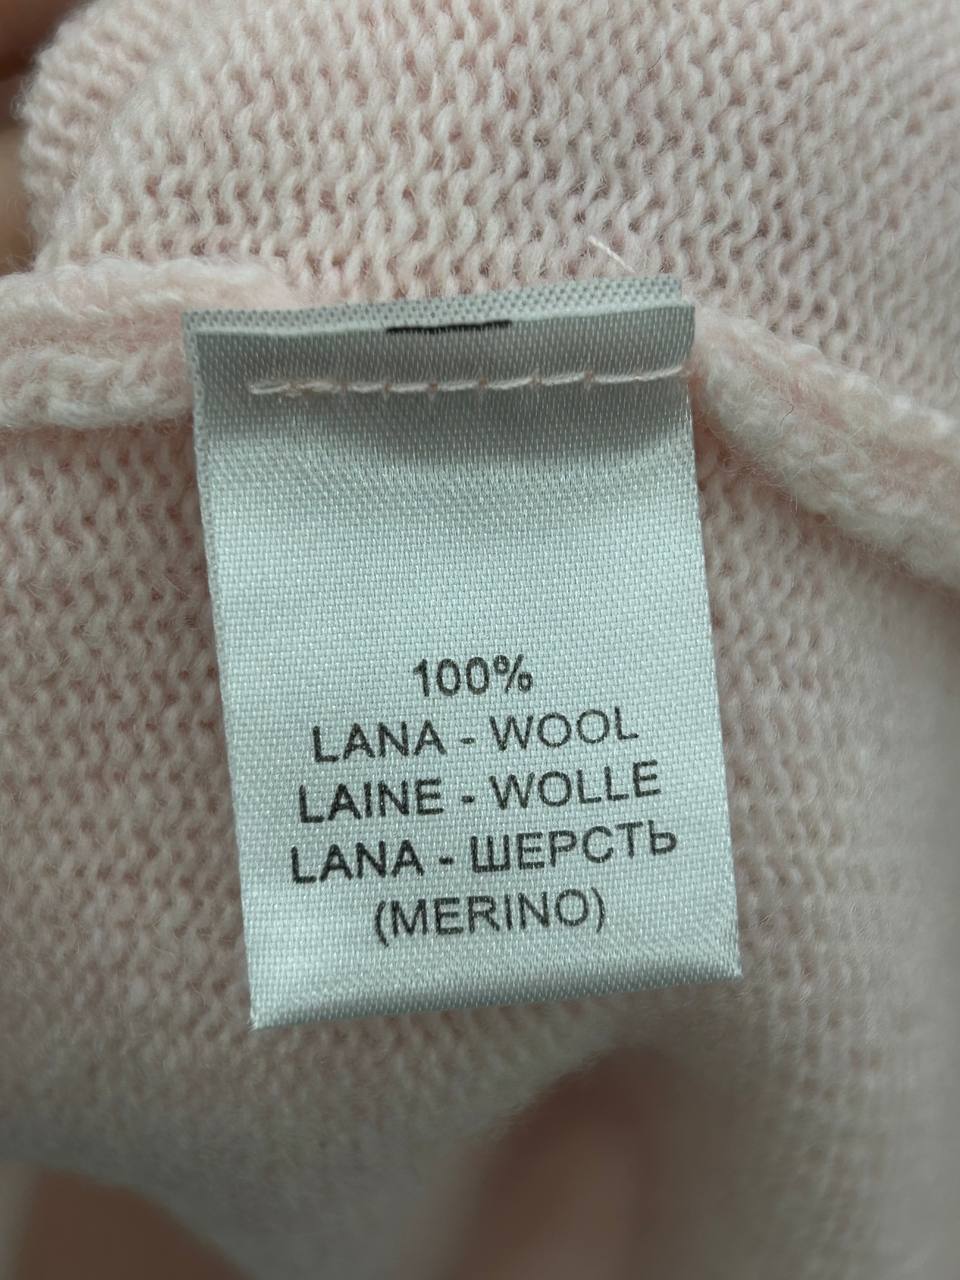 100%
LANA - WOOL
LAINE - WOLLE
LANA - ШЕРСТЬ
(MERINO)